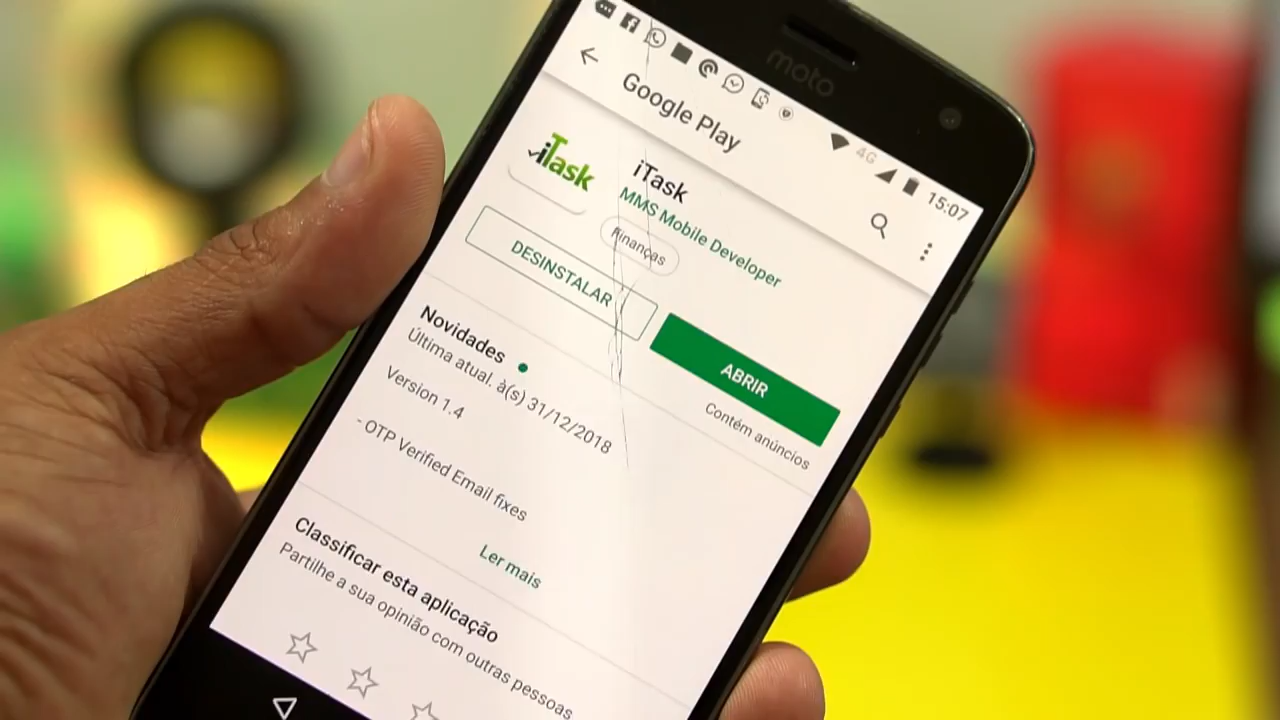 moto
4G
15:07
Google Play
iTask
iTask
MMS Mobile Developer
Finanças
DESINSTALAR
ABRIR
Contém anúncios
Novidades
Última atual. à(s) 31/12/2018
Version 1.4
- OTP Verified Email fixes
Ler mais
Classificar esta aplicação
Partilhe a sua opinião com outras pessoas